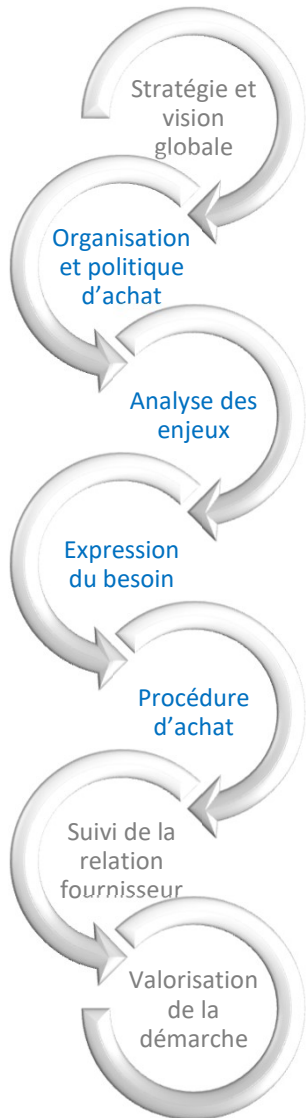 Stratégie et
vision
globale
Organisation
et politique
d’achat
Analyse des
enjeux
Expression
du besoin
Procédure
d’achat
Suivi de la
relation
fournisseur
Valorisation
de la
démarche